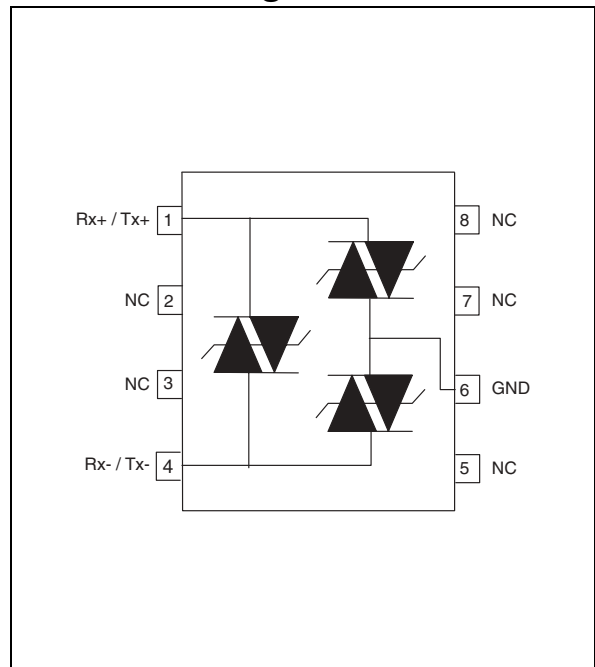 Rx+ / Tx+ 1
8 NC
NC 2
7 NC
NC 3
6 GND
Rx- / Tx- 4
5 NC